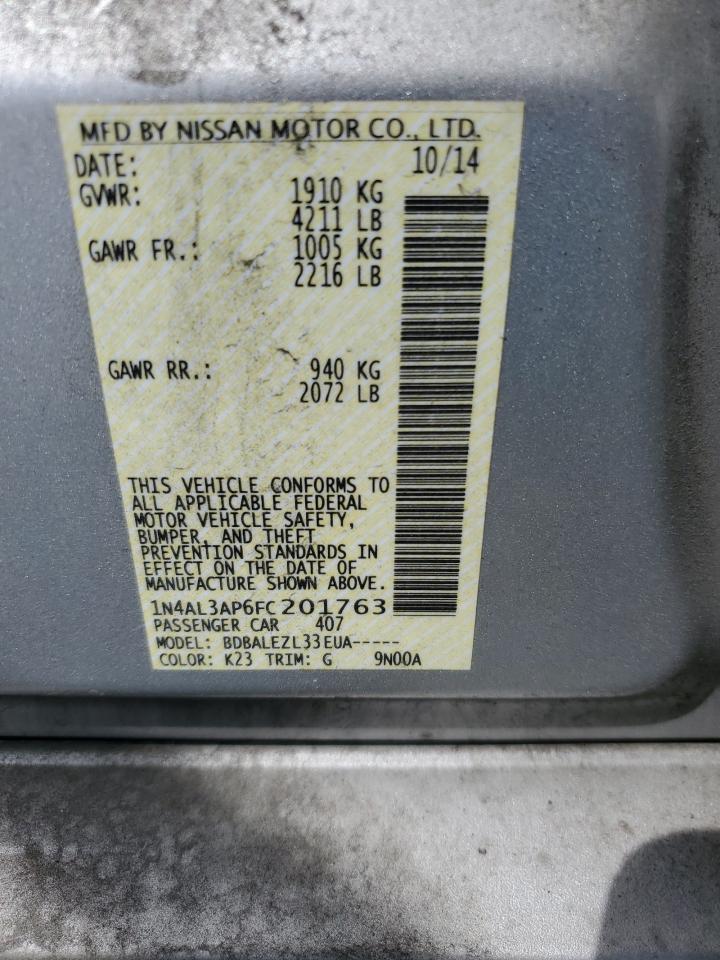 MFD BY NISSAN MOTOR CO., LTD.
DATE: 10/14
GVWR: 1910 KG
4211 LB
GAWR FR.: 1005 KG
2216 LB
GAWR RR.: 940 KG
2072 LB
THIS VEHICLE CONFORMS TO
ALL APPLICABLE FEDERAL
MOTOR VEHICLE SAFETY,
BUMPER, AND THEFT
PREVENTION STANDARDS IN
EFFECT ON THE DATE OF
MANUFACTURE SHOWN ABOVE.
1N4AL3AP6FC201763
PASSENGER CAR 407
MODEL: BDBALEZL33EUA-----
COLOR: K23 TRIM: G 9N00A